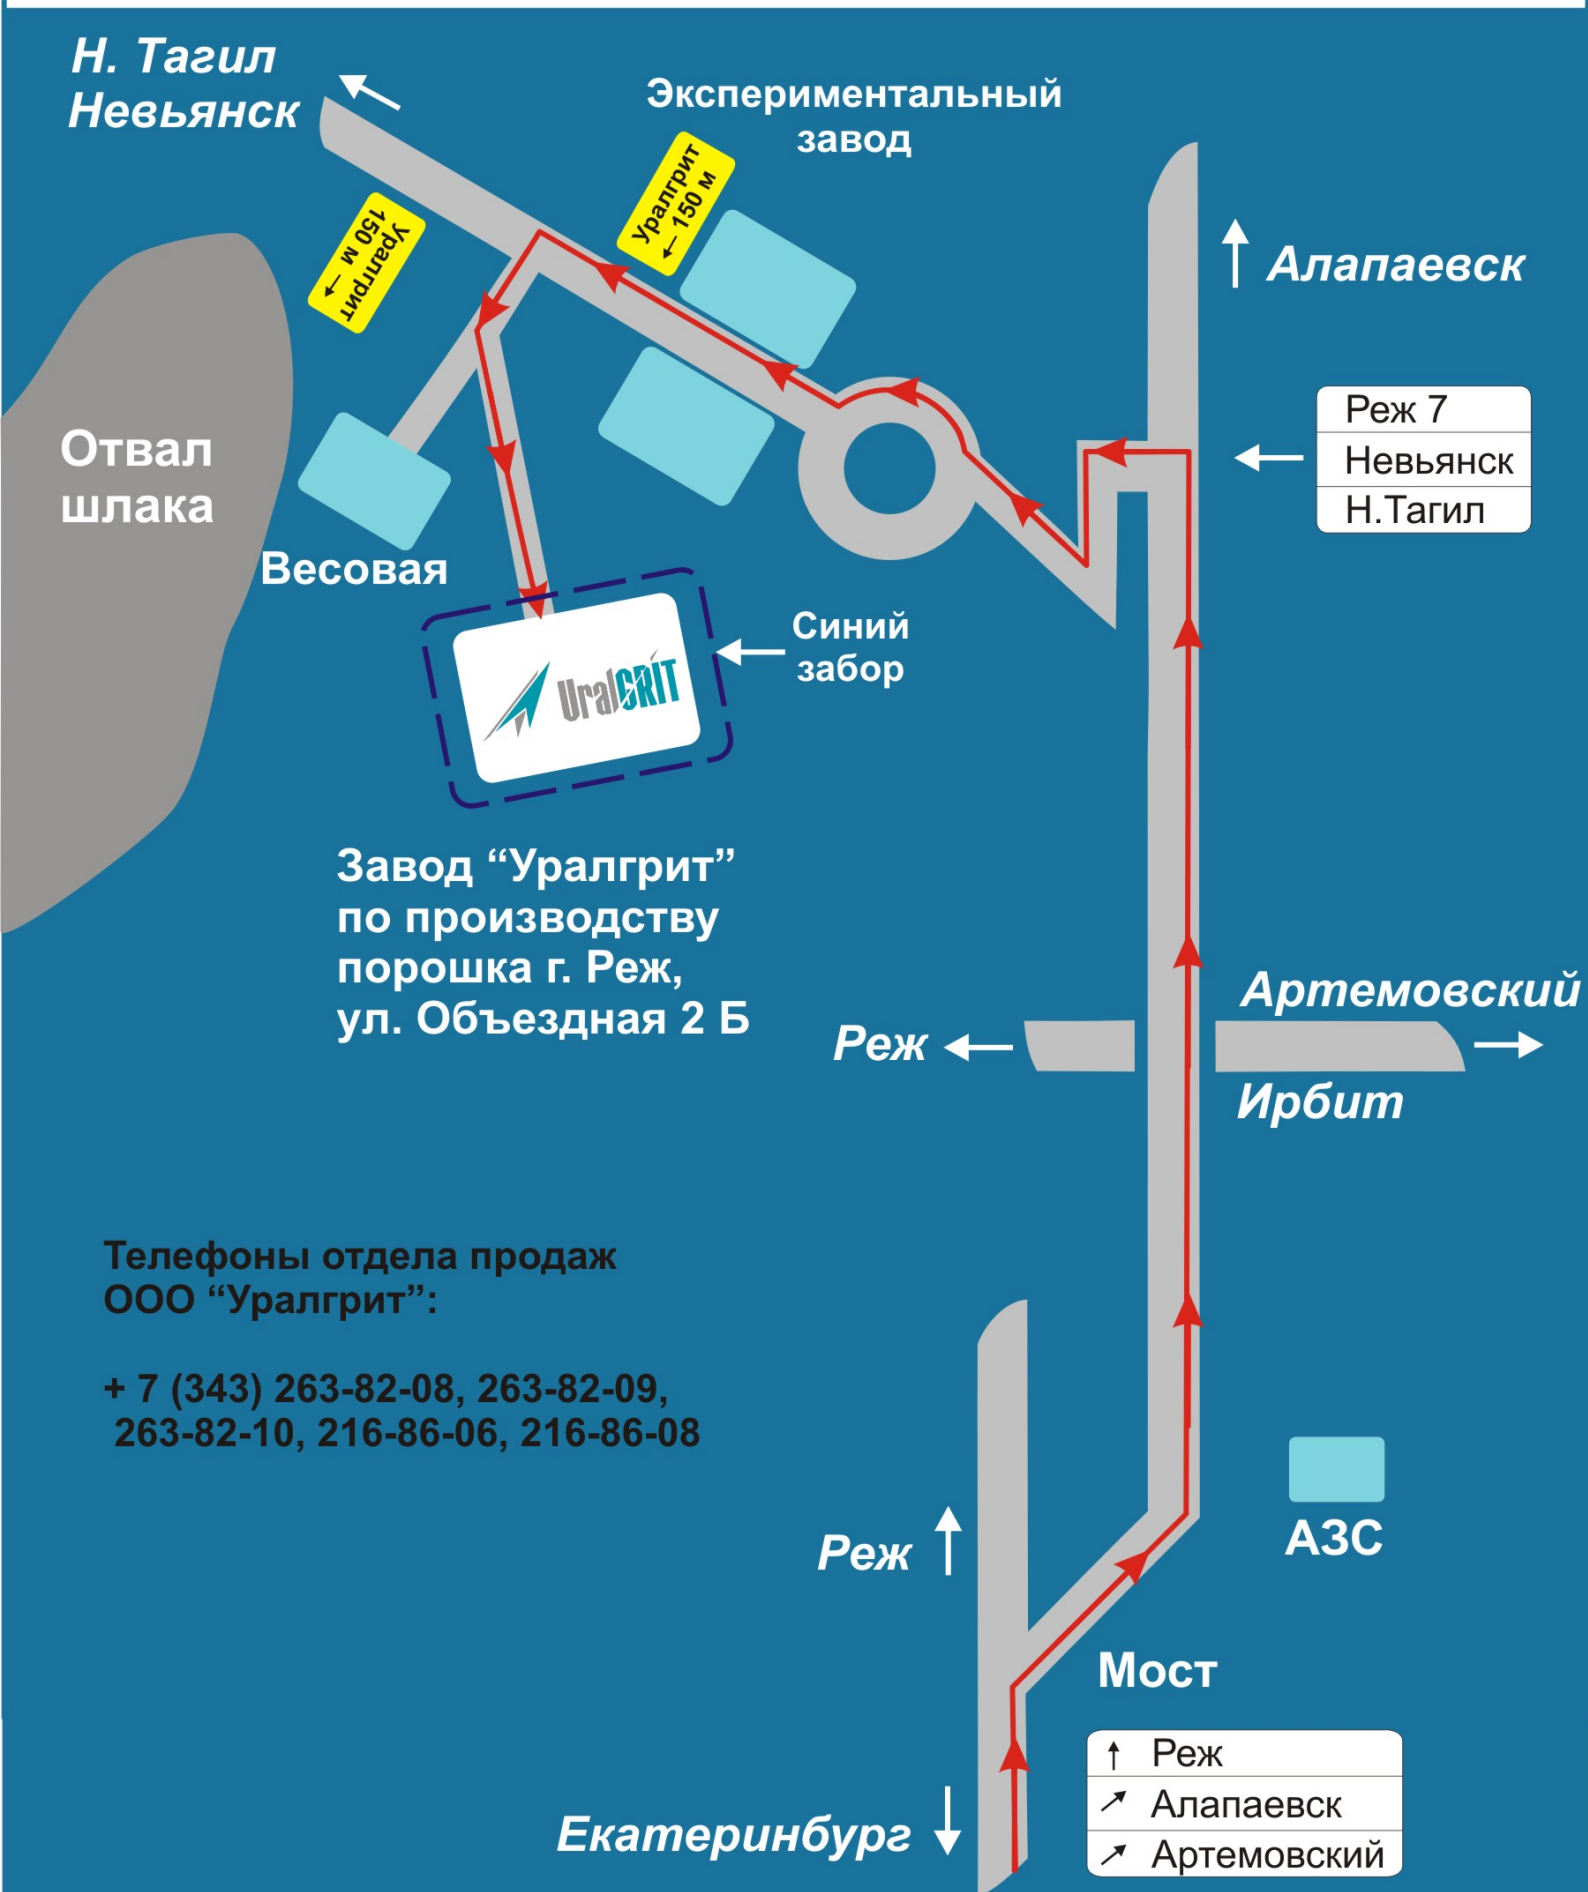 Н. Тагил
Невьянск
Экспериментальный
завод
Уралгрит
← 150 м
Уралгрит
150 м →
Алапаевск
Реж 7
Невьянск
Н.Тагил
Отвал
шлака
Весовая
Синий
забор
UralGRIT
Завод “Уралгрит”
по производству
порошка г. Реж,
ул. Объездная 2 Б
Артемовский
Реж
Ирбит
Телефоны отдела продаж
ООО “Уралгрит”:
+ 7 (343) 263-82-08, 263-82-09,
263-82-10, 216-86-06, 216-86-08
АЗС
Реж
Мост
↑ Реж
↗ Алапаевск
↗ Артемовский
Екатеринбург